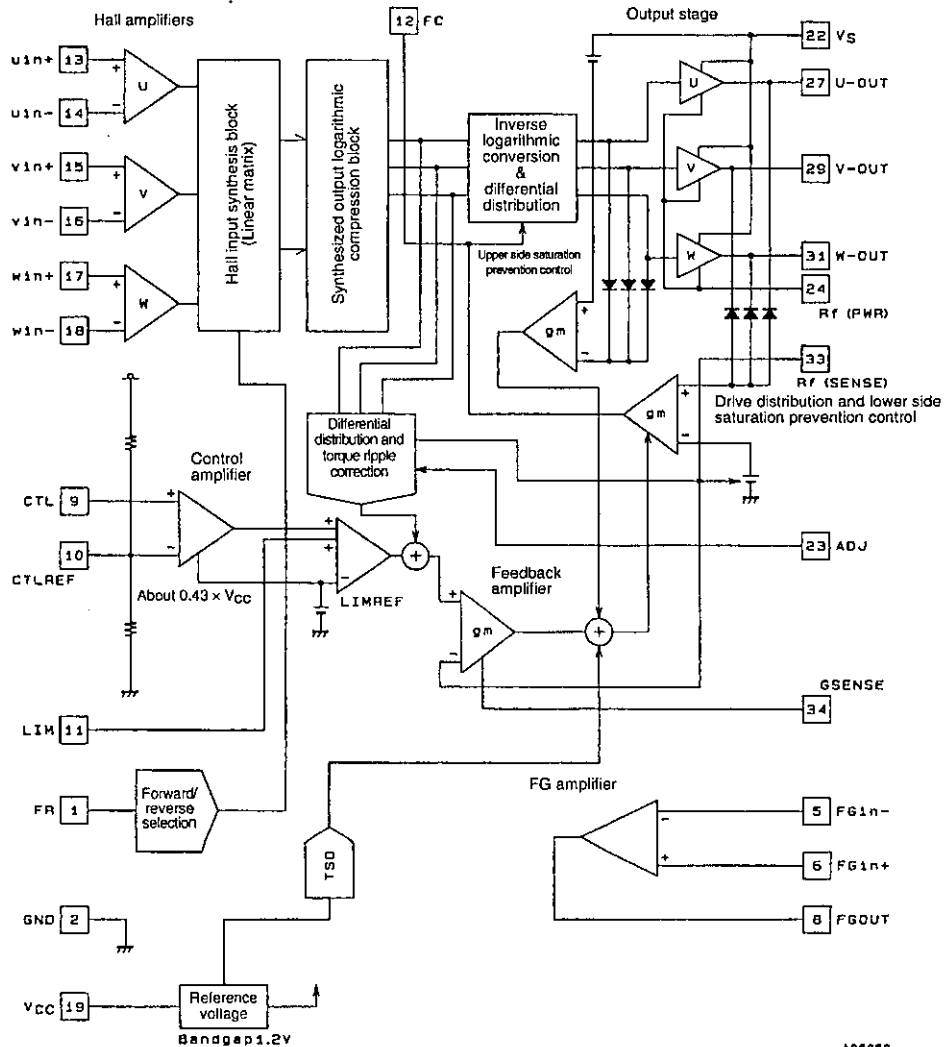 Hall amplifiers
12 FC
Output stage
22 VS
uin+ 13
+
U
-
uin- 14
U
27 U-OUT
vin+ 15
+
V
-
vin- 16
Hall input synthesis block
(Linear matrix)
Synthesized output logarithmic
compression block
Inverse
logarithmic
conversion
&
differential
distribution
V
29 V-OUT
win+ 17
+
W
-
win- 18
Upper side saturation
prevention control
W
31 W-OUT
24
Rf (PWR)
gm
+
-
33
Rf (SENSE)
gm
+
-
Drive distribution and lower side
saturation prevention control
Differential
distribution and
torque ripple
correction
Control
amplifier
CTL 9
+
-
10
CTLREF
About 0.43 × VCC
+
+
-
LIMREF
+
23 ADJ
Feedback
amplifier
+
gm
-
+
GSENSE
34
LIM 11
FR 1
Forward/
reverse
selection
FG amplifier
5 FGin-
-
+
6 FGin+
8 FGOUT
TSD
GND 2
VCC 19
Reference
voltage
Bandgap1.2V